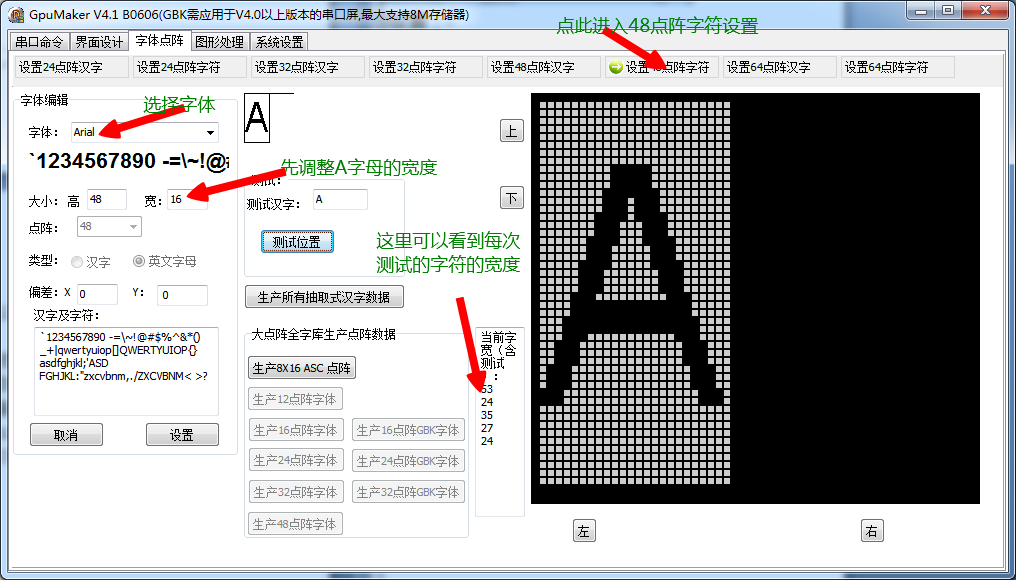 GpuMaker V4.1 B0606(GBK需应用于V4.0以上版本的串口屏,最大支持8M存储器)
点此进入48点阵字符设置
串口命令 界面设计 字体点阵 图形处理 系统设置
设置24点阵汉字 设置24点阵字符 设置32点阵汉字 设置32点阵字符 设置48点阵汉字 设置48点阵字符 设置64点阵汉字 设置64点阵字符
字体编辑
选择字体
字体: Arial
A
上
`1234567890 -=\~!@#
先调整A字母的宽度
测试:
大小: 高 48 宽: 16
测试汉字: A
下
点阵: 48
测试位置
这里可以看到每次
测试的字符的宽度
类型: 汉字 英文字母
偏差: X 0 Y: 0
生产所有抽取式汉字数据
汉字及字符:
`1234567890 -=\~!@#$%^&*()
_+|qwertyuiop[]QWERTYUIOP{}
asdfghjkl;'ASD
FGHJKL:"zxcvbnm,./ZXCVBNM< >?
取消 设置
大点阵全字库生产点阵数据
生产8X16 ASC 点阵
生产12点阵字体
生产16点阵字体 生产16点阵GBK字体
生产24点阵字体 生产24点阵GBK字体
生产32点阵字体 生产32点阵GBK字体
生产48点阵字体
当前字
宽（含
测试
）:
53
24
35
27
24
左 右